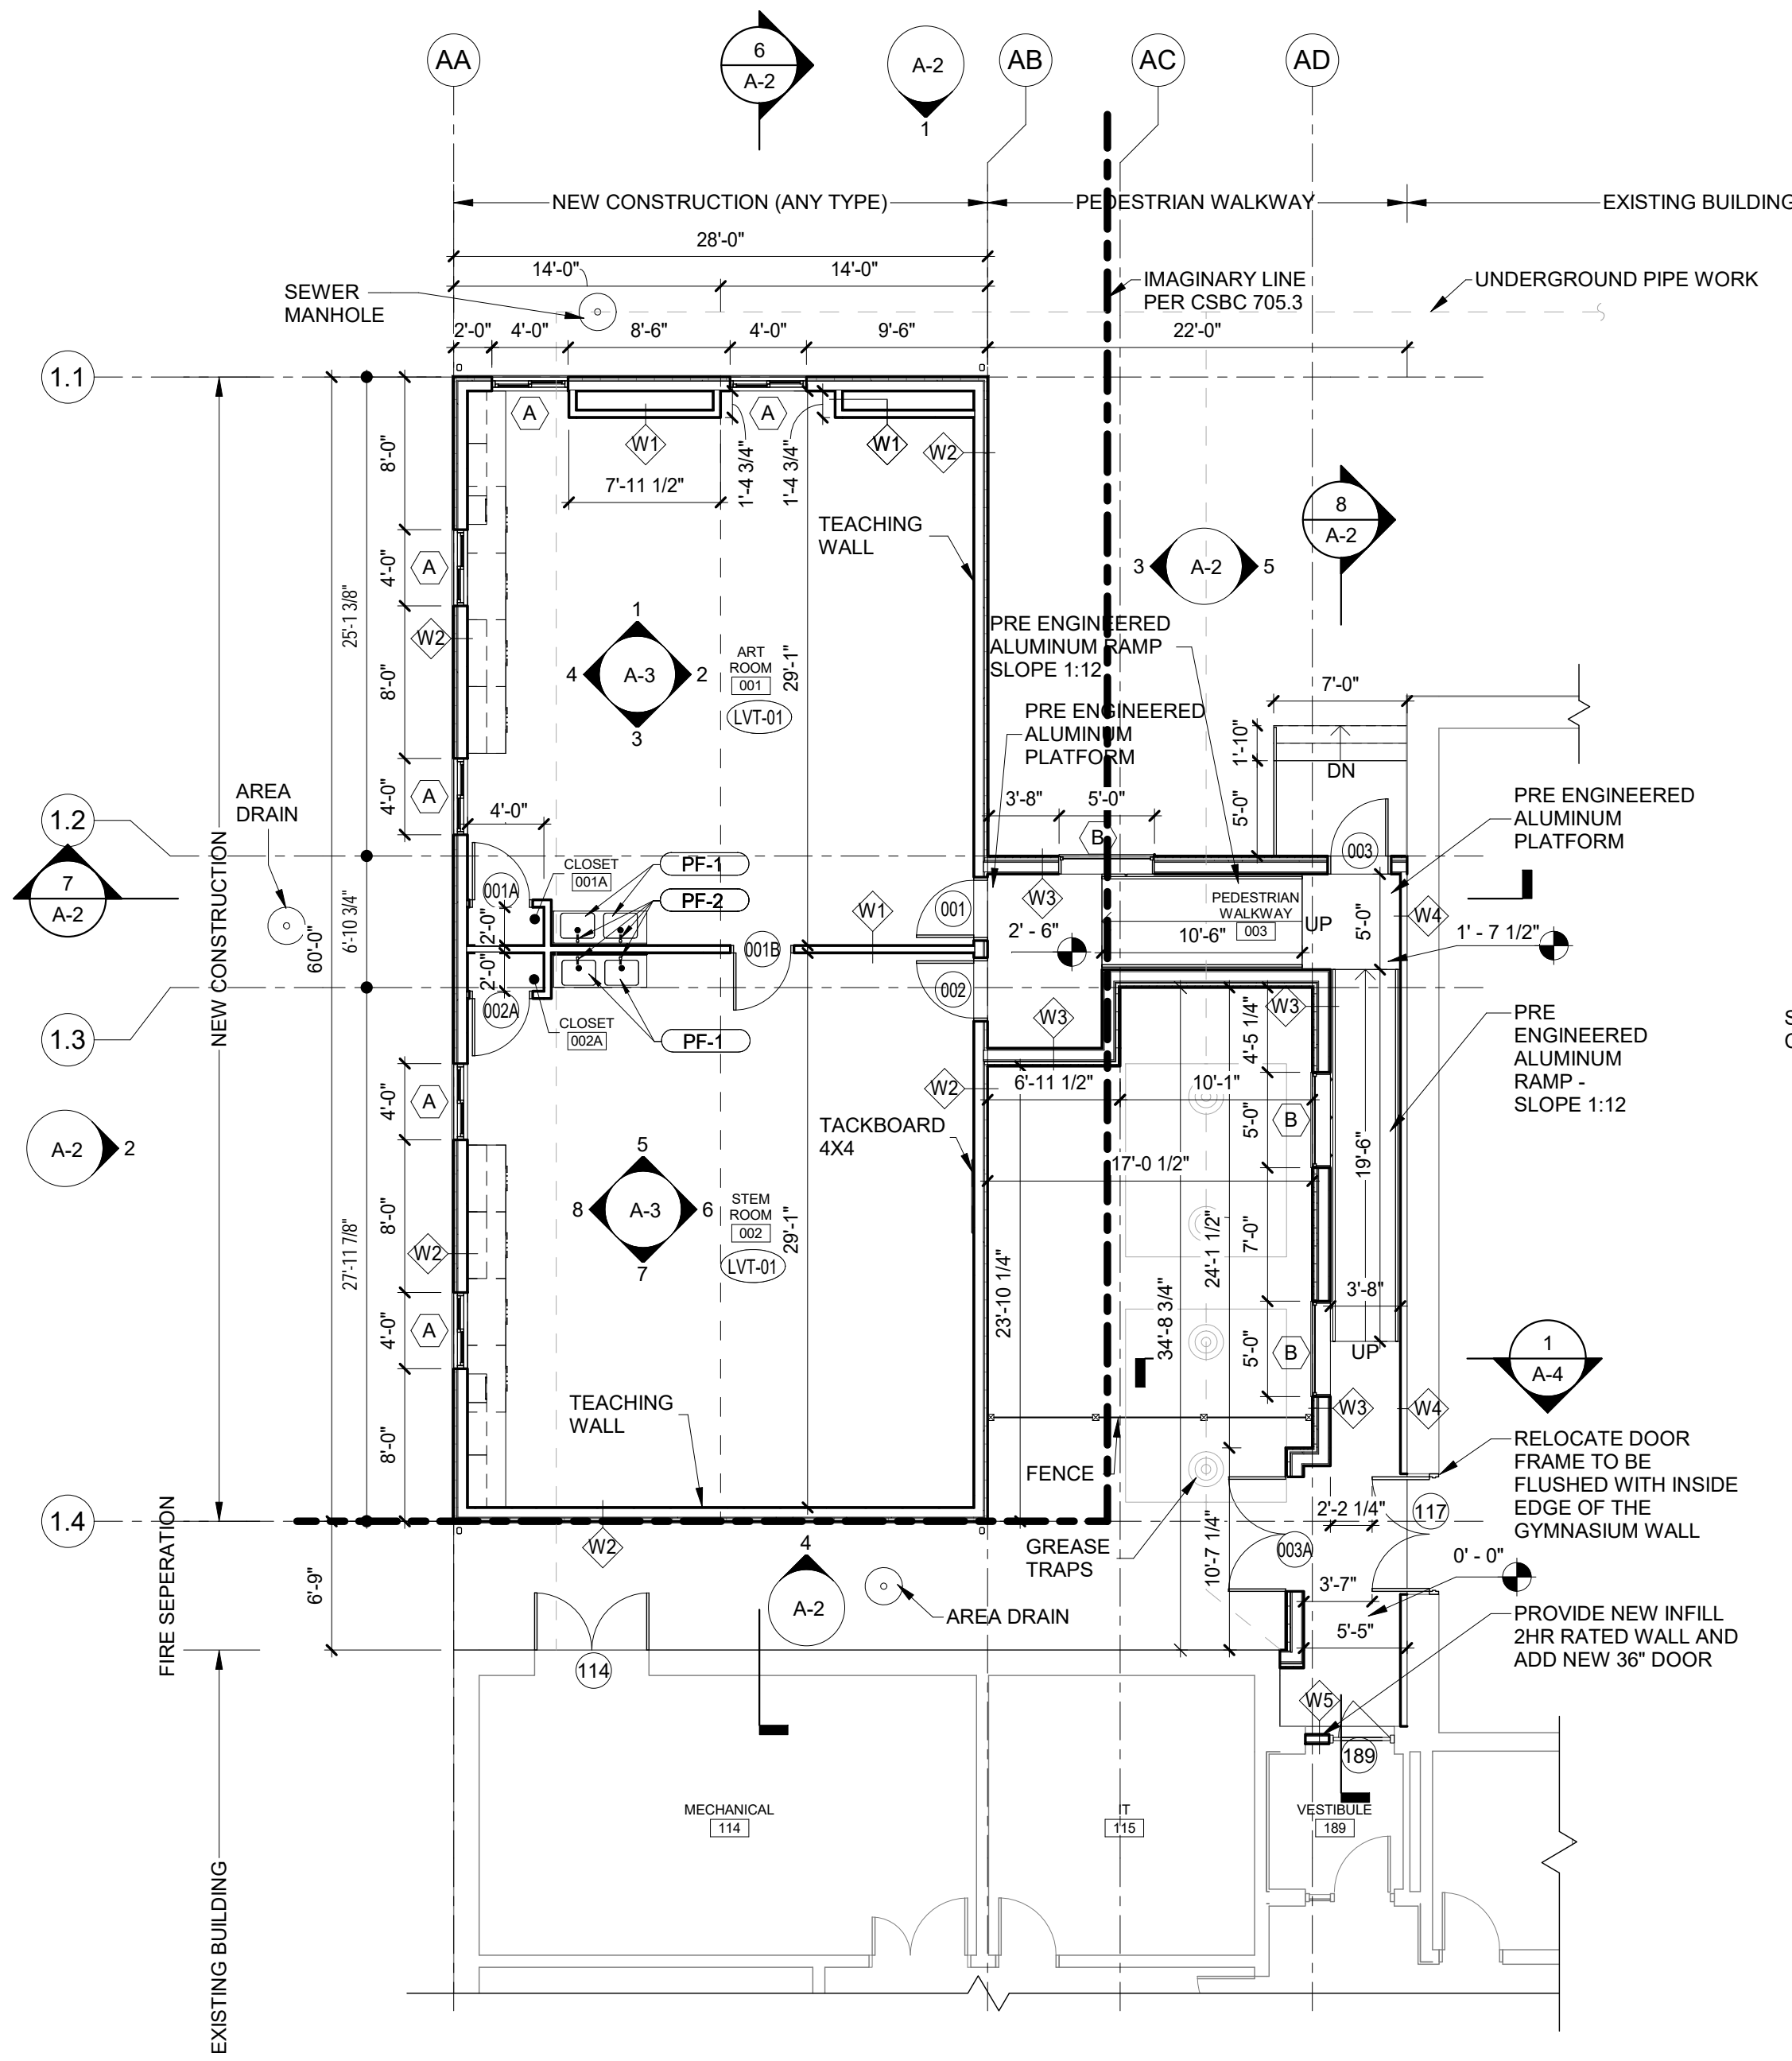 AA
6
A-2
A-2
1
AB
AC
AD
NEW CONSTRUCTION (ANY TYPE)
PEDESTRIAN WALKWAY
EXISTING BUILDING
28'-0"
14'-0"
14'-0"
SEWER
MANHOLE
IMAGINARY LINE
PER CSBC 705.3
UNDERGROUND PIPE WORK
2'-0"
4'-0"
8'-6"
4'-0"
9'-6"
22'-0"
1.1
A
A
W1
W1
W2
8'-0"
7'-11 1/2"
1'-4 3/4"
1'-4 3/4"
8
A-2
TEACHING
WALL
4'-0"
A
3
A-2
5
25'-1 3/8"
W2
8'-0"
1
4
A-3
2
3
ART
ROOM
001
LVT-01
29'-1"
PRE ENGINEERED
ALUMINUM RAMP
SLOPE 1:12
7'-0"
PRE ENGINEERED
ALUMINUM
PLATFORM
1'-10"
DN
5'-0"
AREA
DRAIN
A
4'-0"
4'-0"
3'-8"
5'-0"
B
003
PRE ENGINEERED
ALUMINUM
PLATFORM
1.2
7
A-2
NEW CONSTRUCTION
60'-0"
6'-10 3/4"
001A
CLOSET
001A
PF-1
PF-2
2'-0"
2'-0"
W1
001
001B
W3
2' - 6"
PEDESTRIAN
WALKWAY
003
10'-6"
UP
5'-0"
W4
1' - 7 1/2"
002A
CLOSET
002A
PF-1
002
W3
W3
1.3
PRE
ENGINEERED
ALUMINUM
RAMP -
SLOPE 1:12
S
C
4'-0"
A
W2
6'-11 1/2"
10'-1"
4'-5 1/4"
A-2
2
TACKBOARD
4X4
5'-0"
B
17'-0 1/2"
19'-6"
27'-11 7/8"
8'-0"
W2
5
8
A-3
6
7
STEM
ROOM
002
LVT-01
29'-1"
23'-10 1/4"
24'-1 1/2"
7'-0"
34'-8 3/4"
3'-8"
4'-0"
A
5'-0"
B
UP
1
A-4
TEACHING
WALL
8'-0"
W3
W4
FENCE
RELOCATE DOOR
FRAME TO BE
FLUSHED WITH INSIDE
EDGE OF THE
GYMNASIUM WALL
1.4
FIRE SEPERATION
6'-9"
W2
4
A-2
GREASE
TRAPS
10'-7 1/4"
2'-2 1/4"
117
003A
0' - 0"
3'-7"
AREA DRAIN
5'-5"
PROVIDE NEW INFILL
2HR RATED WALL AND
ADD NEW 36" DOOR
114
W5
189
MECHANICAL
114
IT
115
VESTIBULE
189
EXISTING BUILDING